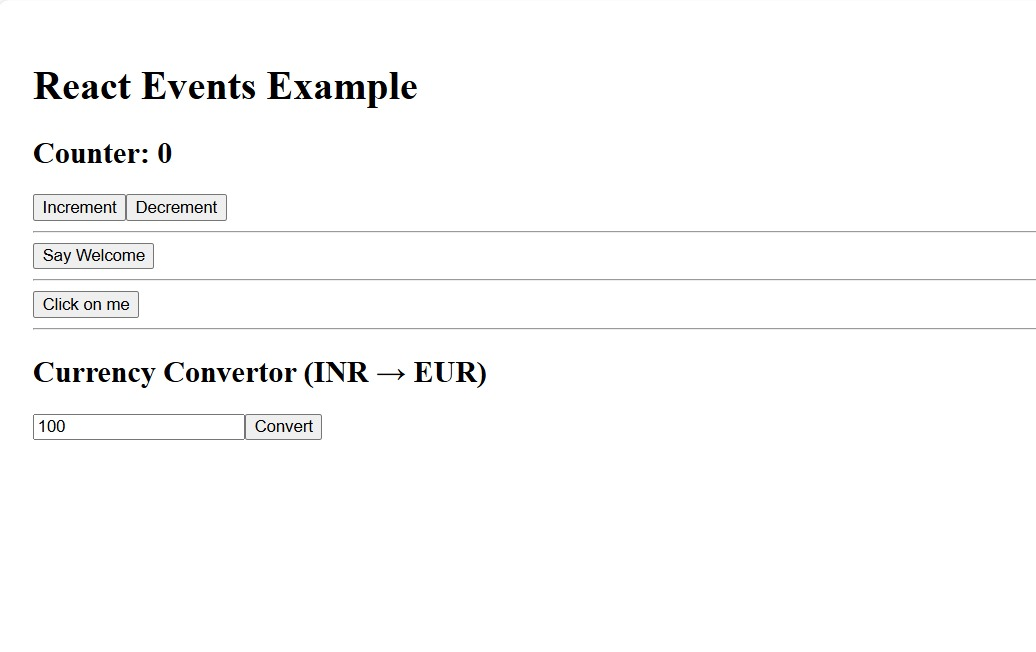 React Events Example
Counter: 0
Increment Decrement
Say Welcome
Click on me
Currency Convertor (INR → EUR)
100 Convert